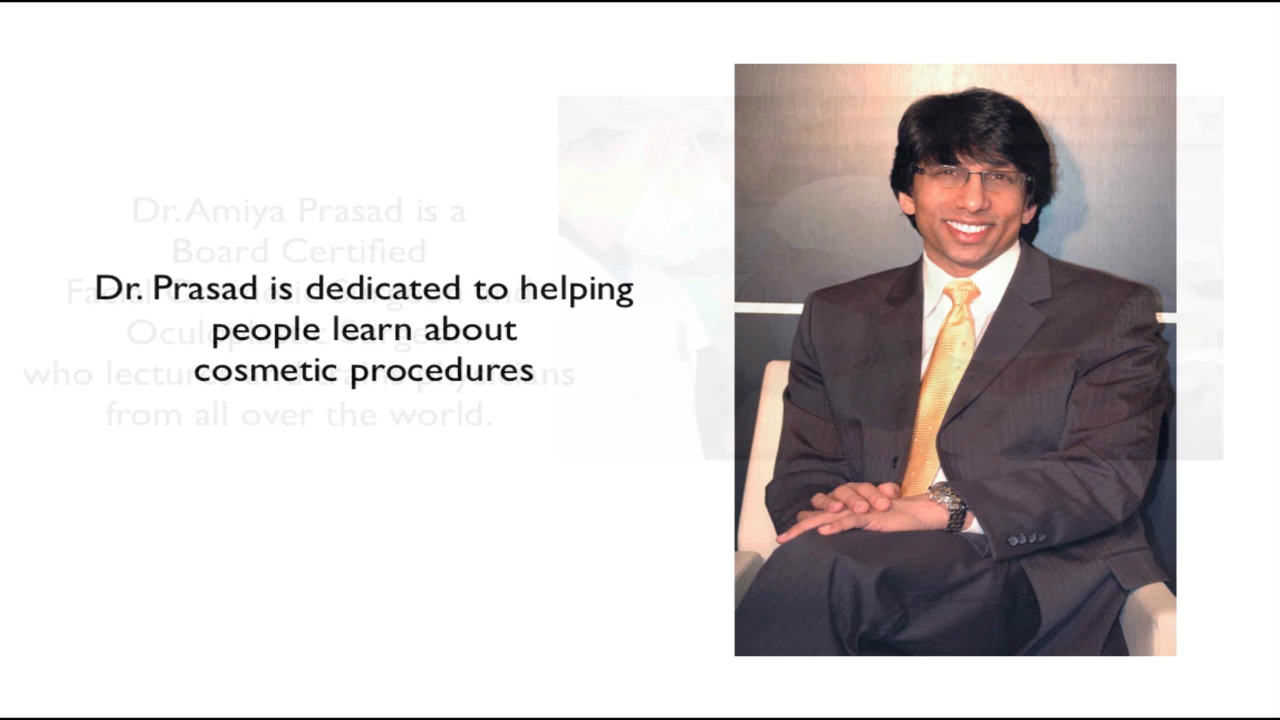 Dr. Amiya Prasad is a
Board Certified
Dr. Prasad is dedicated to helping
people learn about
cosmetic procedures
from all over the world.